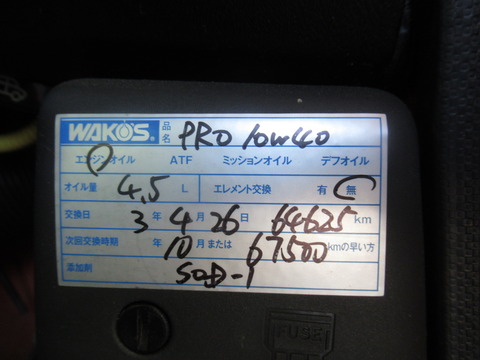 WAKO'S® 品名 PRO 10W40
エンジンオイル ATF ミッションオイル デフオイル
オイル量 4.5 L エレメント交換 有 無
交換日 3 年 4 月 26 日 64625 km
次回交換時期 年 10 月または 67500 kmの早い方
添加剤 SOD-1
FUSE